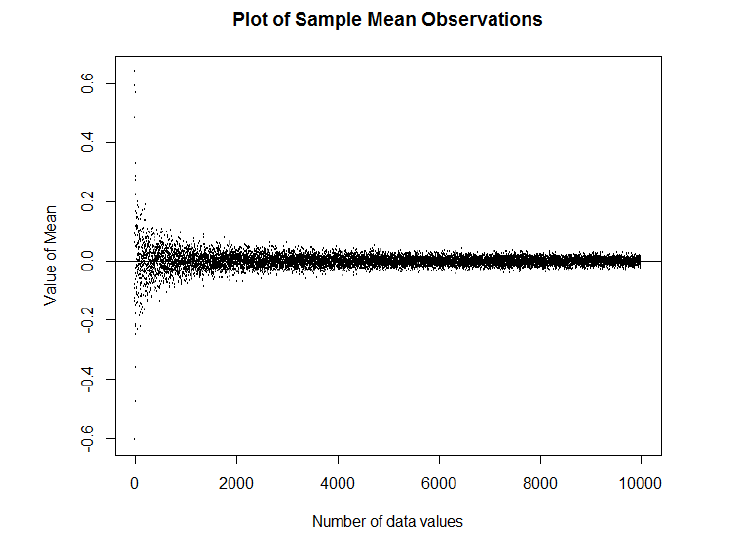 Plot of Sample Mean Observations
Value of Mean
0.6
0.4
0.2
0.0
-0.2
-0.4
-0.6
0 2000 4000 6000 8000 10000
Number of data values